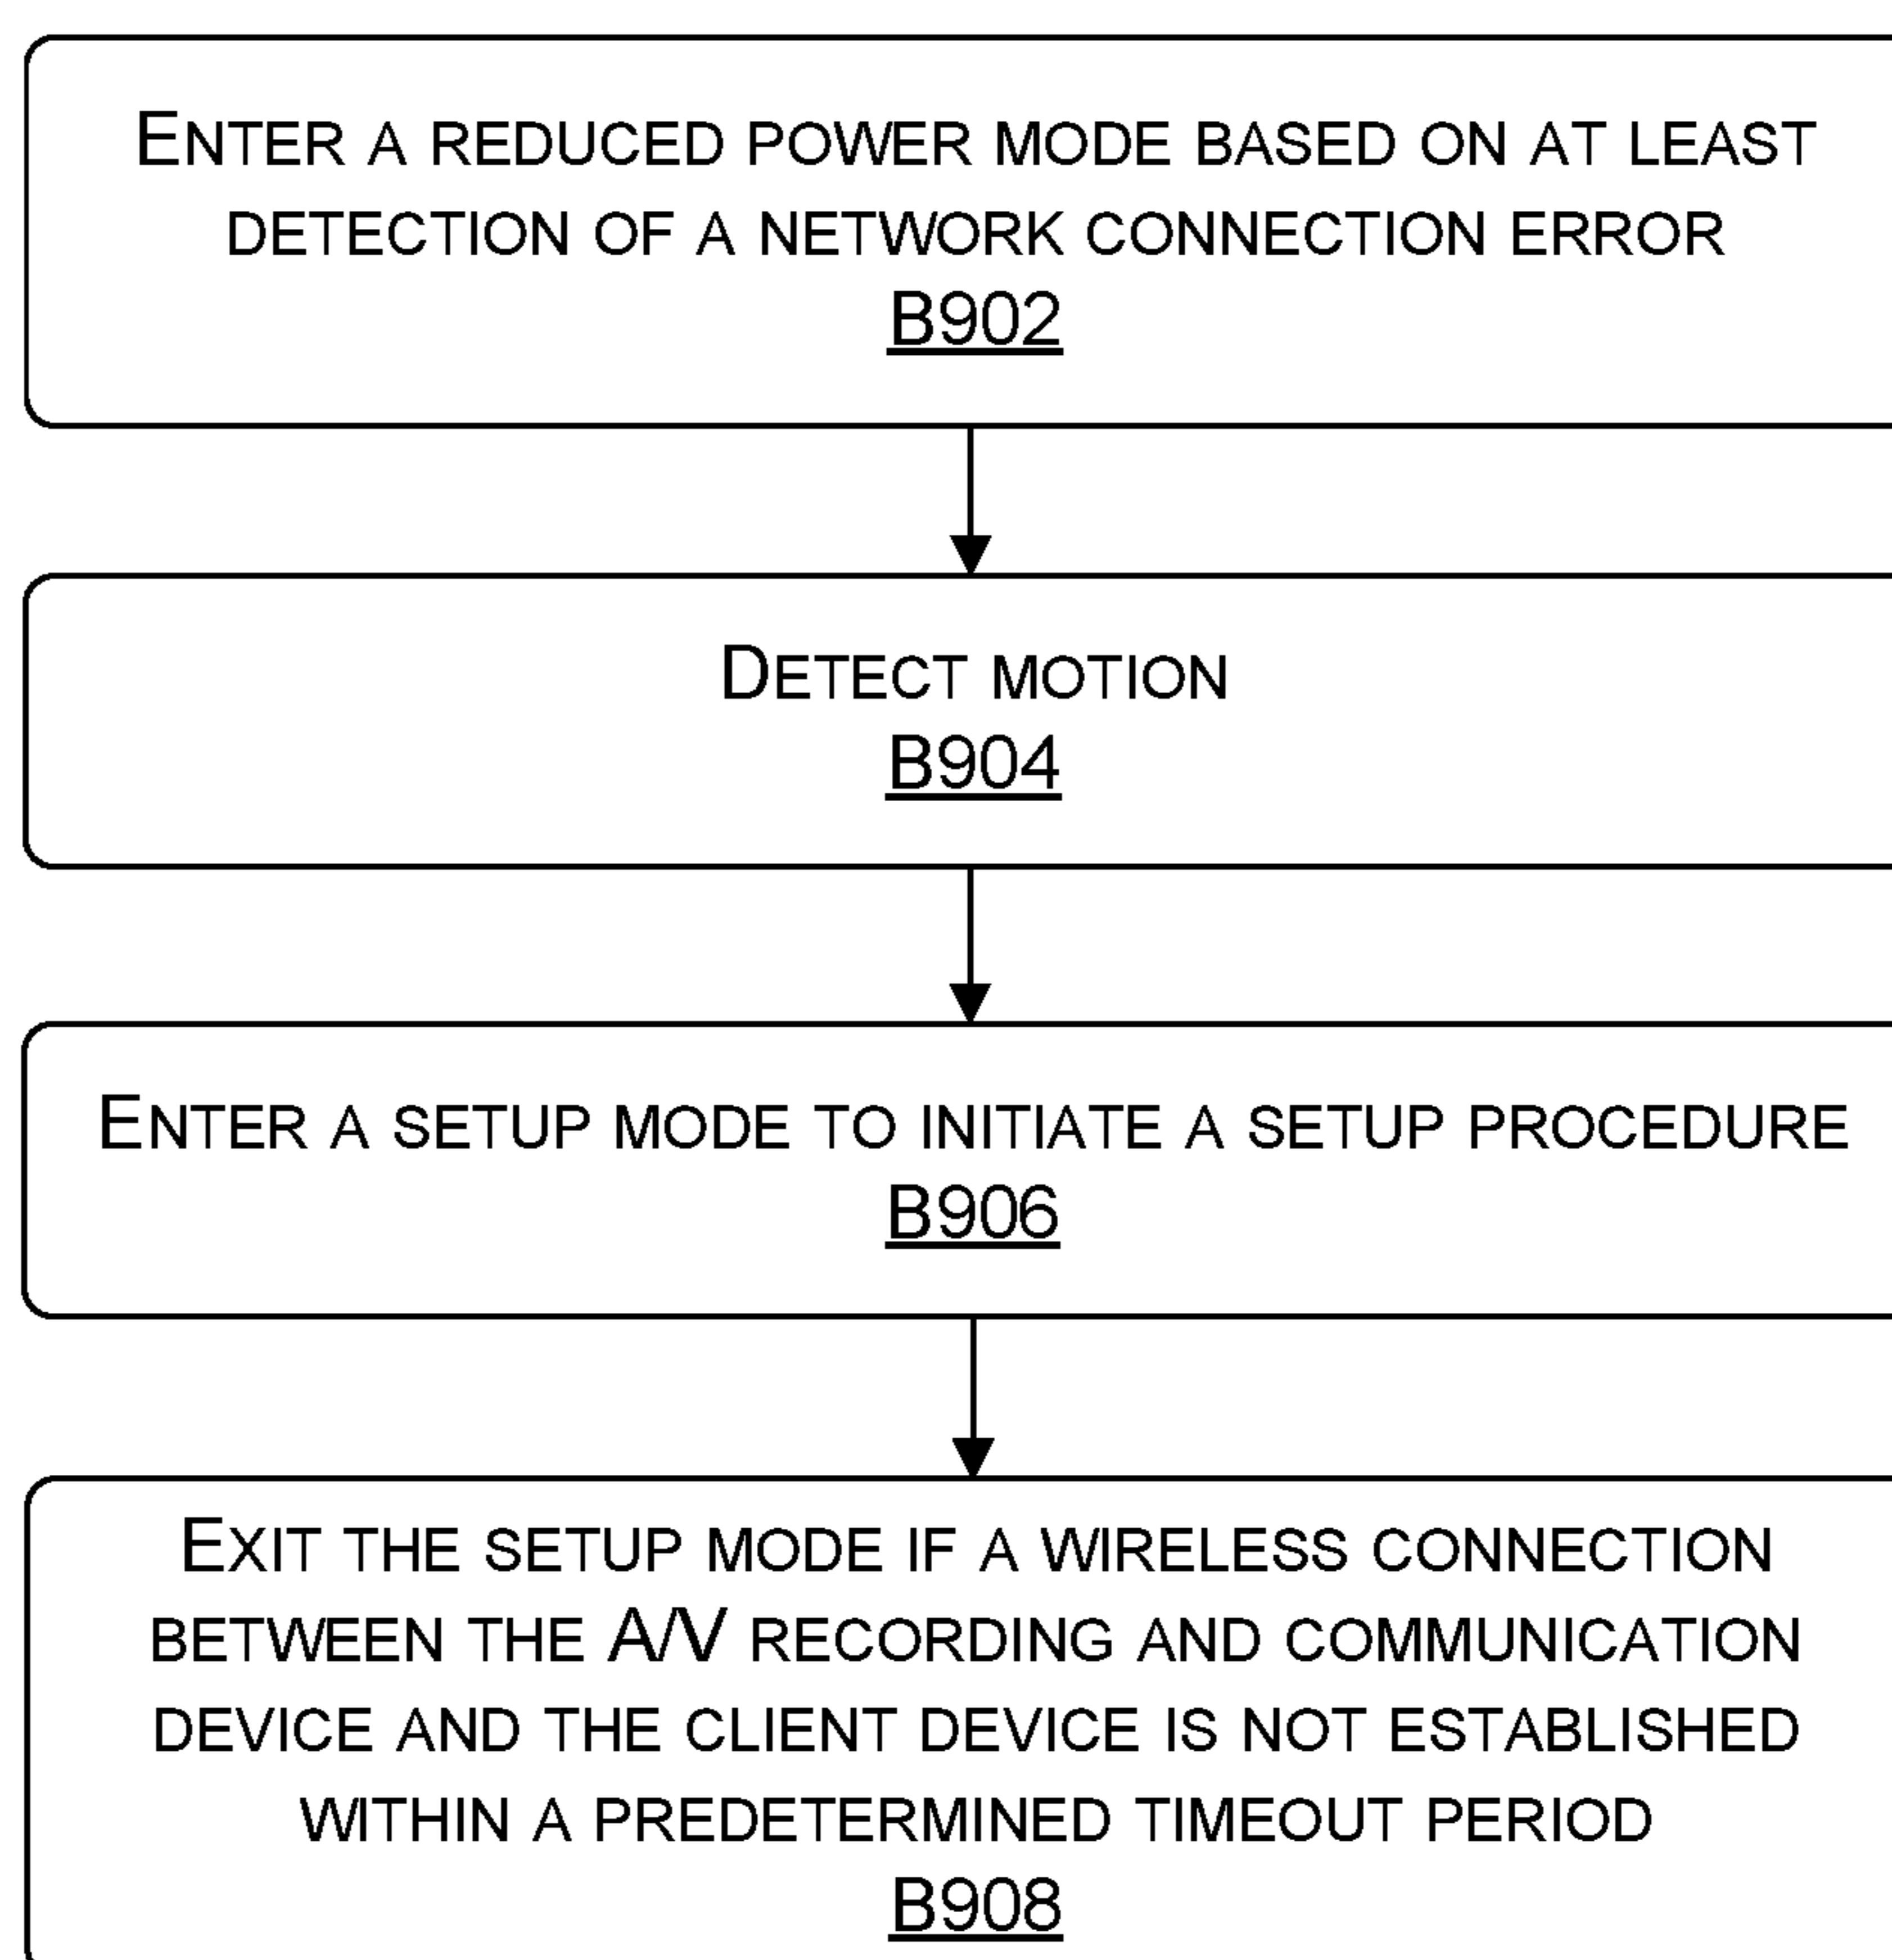 ENTER A REDUCED POWER MODE BASED ON AT LEAST
DETECTION OF A NETWORK CONNECTION ERROR
B902
DETECT MOTION
B904
ENTER A SETUP MODE TO INITIATE A SETUP PROCEDURE
B906
EXIT THE SETUP MODE IF A WIRELESS CONNECTION
BETWEEN THE A/V RECORDING AND COMMUNICATION
DEVICE AND THE CLIENT DEVICE IS NOT ESTABLISHED
WITHIN A PREDETERMINED TIMEOUT PERIOD
B908